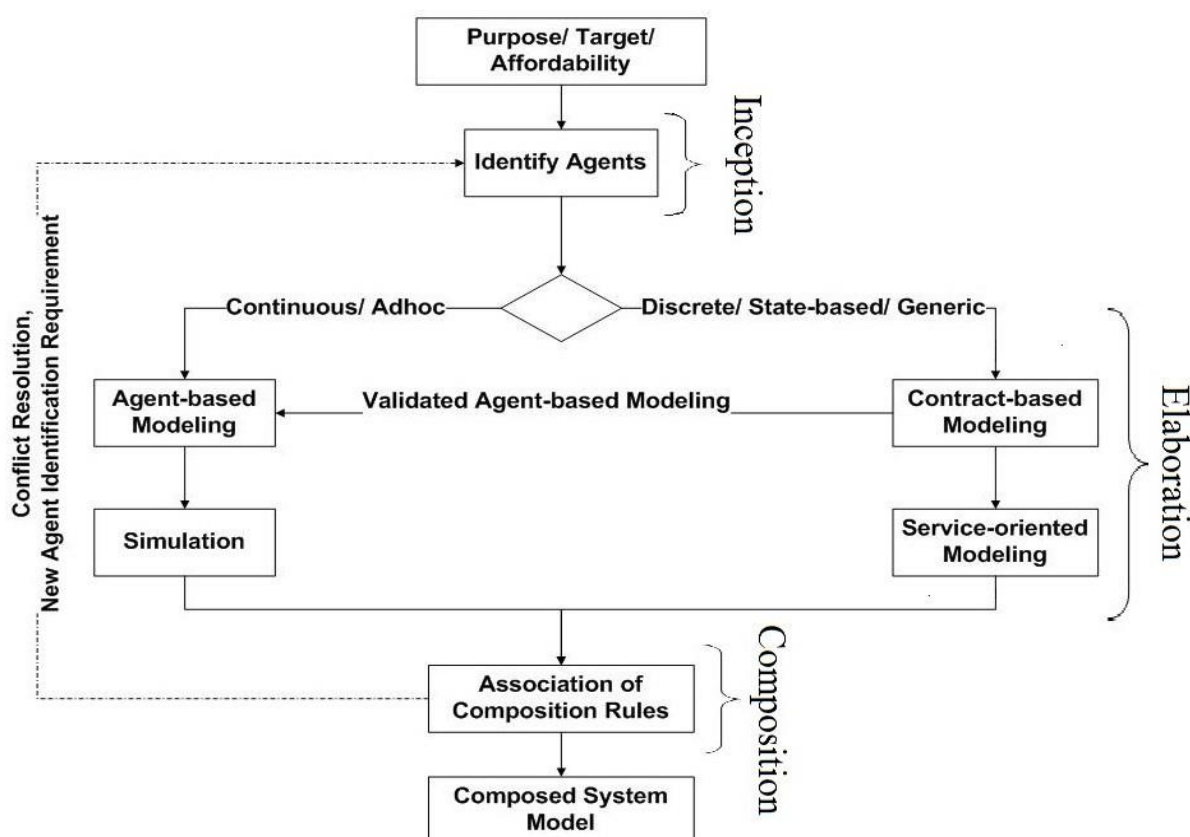 Purpose/ Target/
Affordability
Inception
Identify Agents
Continuous/ Adhoc
Discrete/ State-based/ Generic
Conflict Resolution,
New Agent Identification Requirement
Agent-based
Modeling
Validated Agent-based Modeling
Contract-based
Modeling
Elaboration
Simulation
Service-oriented
Modeling
Composition
Association of
Composition Rules
Composed System
Model